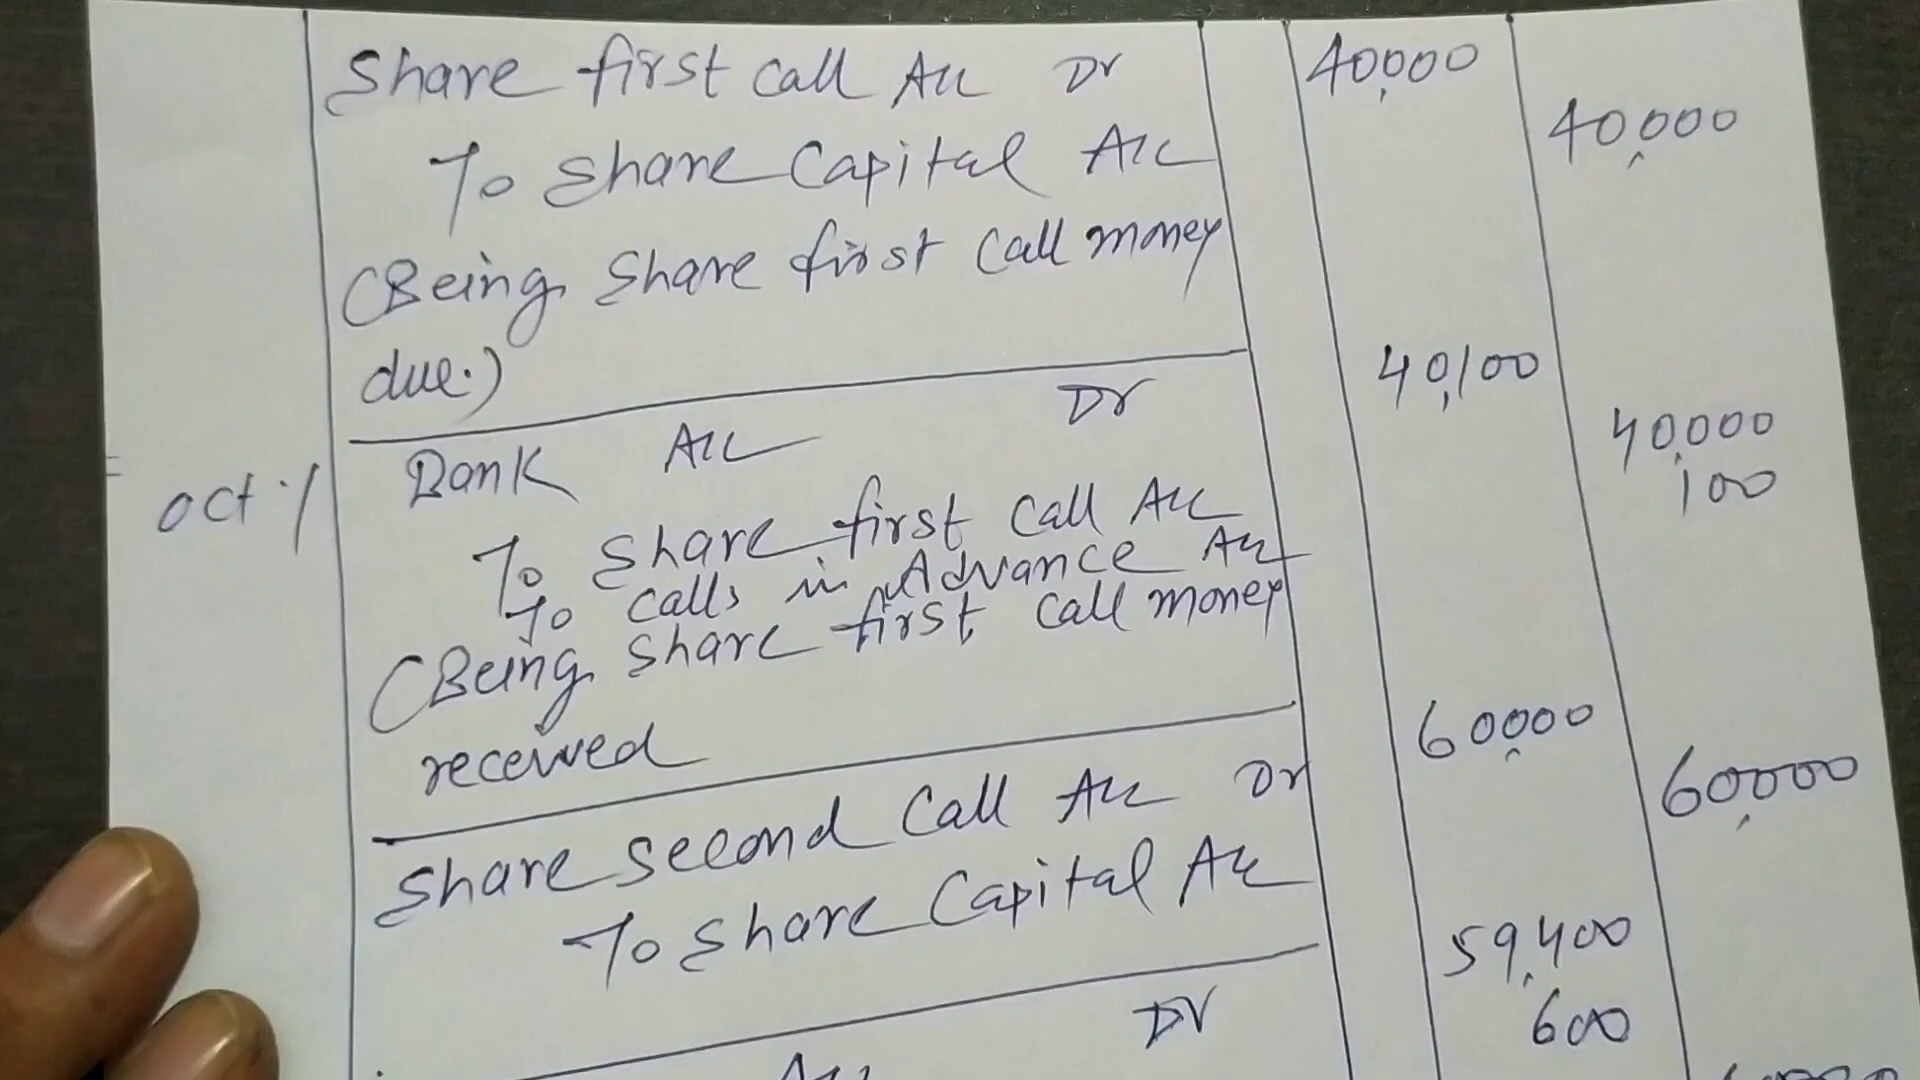 Share first call A/c Dr 40,000
To Share Capital A/c 40,000
(Being Share first call money
due.)
Oct 1 Bank A/c Dr 40,100
To Share first call A/c 40,000
To calls in Advance A/c 100
(Being Share first call money
received
Share second Call A/c Dr 60,000
To Share Capital A/c 60,000
Dr 59,400
600